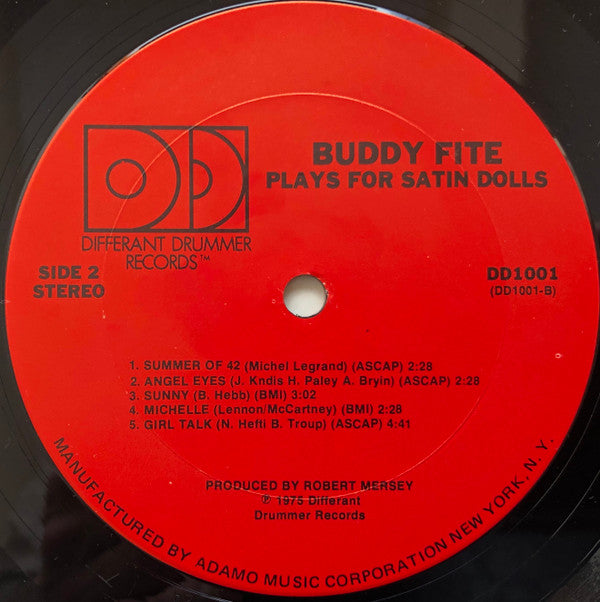 BUDDY FITE
PLAYS FOR SATIN DOLLS
DIFFERANT DRUMMER
RECORDS™
SIDE 2
STEREO
DD1001
(DD1001-B)
1. SUMMER OF 42 (Michel Legrand) (ASCAP) 2:28
2. ANGEL EYES (J. Kndis H. Paley A. Bryin) (ASCAP) 2:28
3. SUNNY (B. Hebb) (BMI) 3:02
4. MICHELLE (Lennon/McCartney) (BMI) 2:28
5. GIRL TALK (N. Hefti B. Troup) (ASCAP) 4:41
PRODUCED BY ROBERT MERSEY
℗ 1975 Differant
Drummer Records
MANUFACTURED BY ADAMO MUSIC CORPORATION NEW YORK, N.Y.